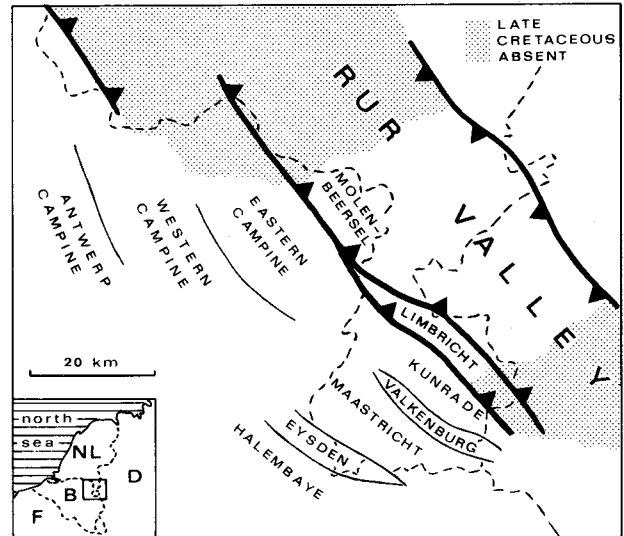 LATE
CRETACEOUS
ABSENT
RUR
VALLEY
MOLEN-
BEERSEL
ANTWERP
CAMPINE
WESTERN
CAMPINE
EASTERN
CAMPINE
LIMBRICHT
20 km
KUNRADE
VALKENBURG
MAASTRICHT
EYSDEN
HALEMBAYE
north
sea
NL
D
B
F